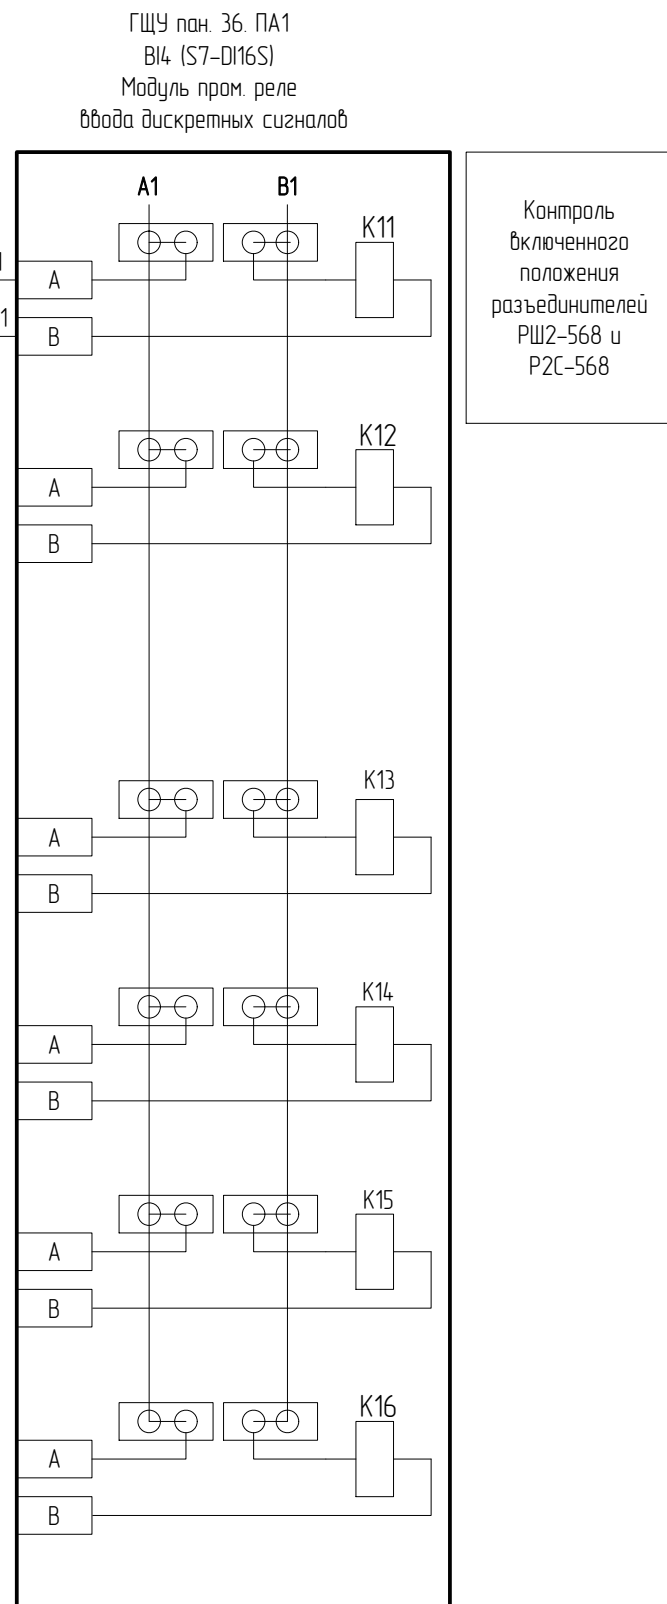 ГЩУ пан. 36. ПА1
BI4 (S7-DI16S)
Модуль пром. реле
ввода дискретных сигналов
A1
B1
K11
A
1
B
Контроль
включенного
положения
разъединителей
РШ2-568 и
Р2С-568
K12
A
B
K13
A
B
K14
A
B
K15
A
B
K16
A
B